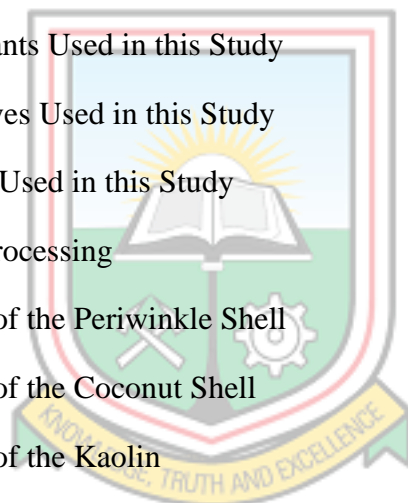 ants Used in this Study
ves Used in this Study
Used in this Study
rocessing
of the Periwinkle Shell
of the Coconut Shell
of the Kaolin
KNOWLEDGE, TRUTH AND EXCELLENCE